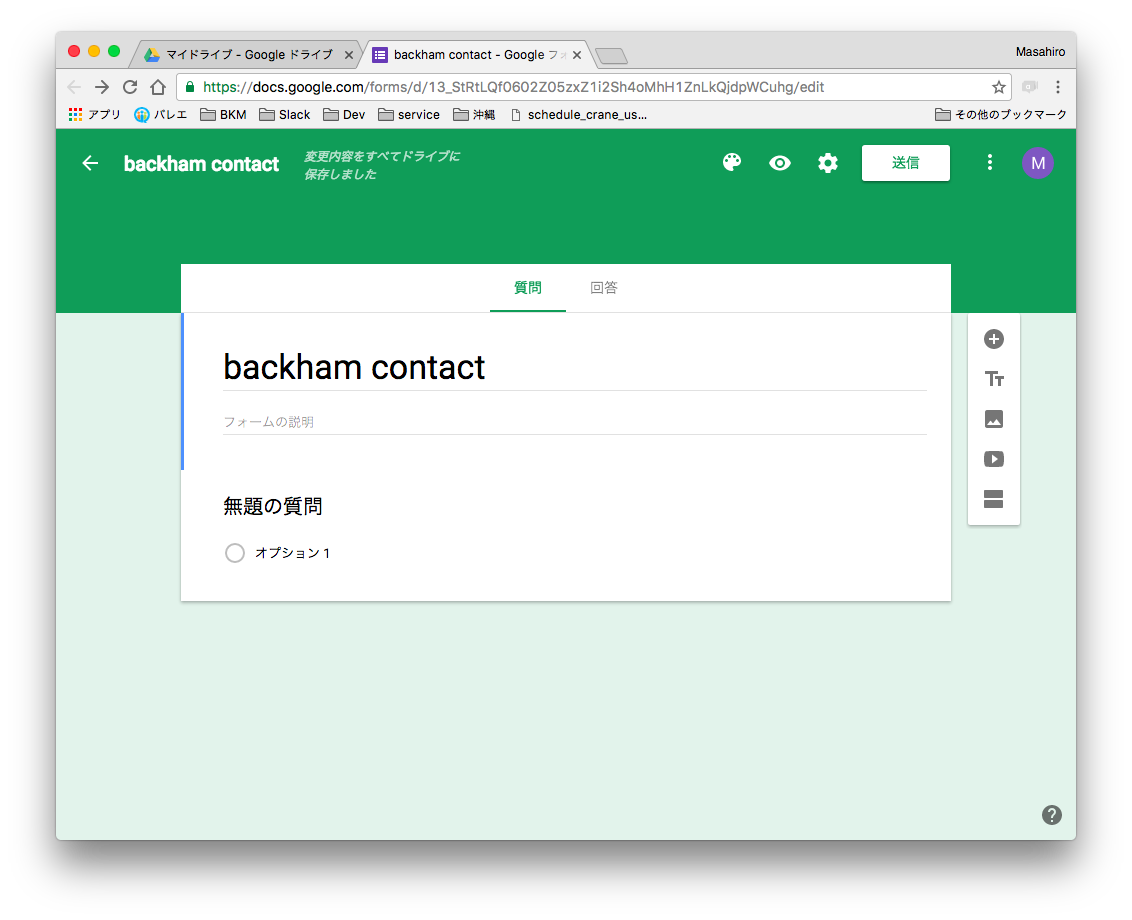 マイドライブ - Google ドライブ
backham contact - Google フォ
Masahiro
https://docs.google.com/forms/d/13_StRtLQf0602Z05zxZ1i2Sh4oMhH1ZnLkQjdpWCuhg/edit
アプリ バレエ BKM Slack Dev service 沖縄 schedule_crane_us... その他のブックマーク
backham contact
変更内容をすべてドライブに
保存しました
送信
M
質問 回答
backham contact
フォームの説明
無題の質問
オプション 1